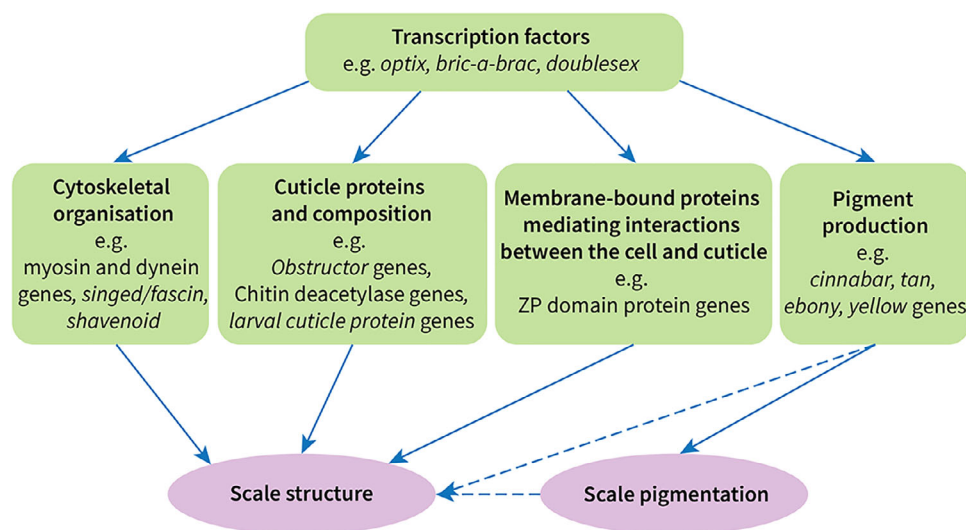 Transcription factors
e.g. optix, bric-a-brac, doublesex
Cytoskeletal
organisation
e.g.
myosin and dynein
genes, singed/fascin,
shavenoid
Cuticle proteins
and composition
e.g.
Obstructor genes,
Chitin deacetylase genes,
larval cuticle protein genes
Membrane-bound proteins
mediating interactions
between the cell and cuticle
e.g.
ZP domain protein genes
Pigment
production
e.g.
cinnabar, tan,
ebony, yellow genes
Scale structure
Scale pigmentation